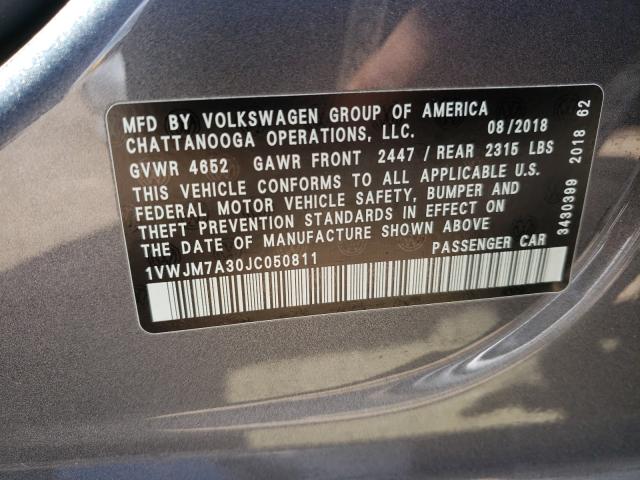 MFD BY VOLKSWAGEN GROUP OF AMERICA
CHATTANOOGA OPERATIONS, LLC. 08/2018
GVWR 4652 GAWR FRONT 2447 / REAR 2315 LBS
THIS VEHICLE CONFORMS TO ALL APPLICABLE U.S.
FEDERAL MOTOR VEHICLE SAFETY, BUMPER AND
THEFT PREVENTION STANDARDS IN EFFECT ON
THE DATE OF MANUFACTURE SHOWN ABOVE
1VWJM7A30JC050811 PASSENGER CAR
3430399 2018 62